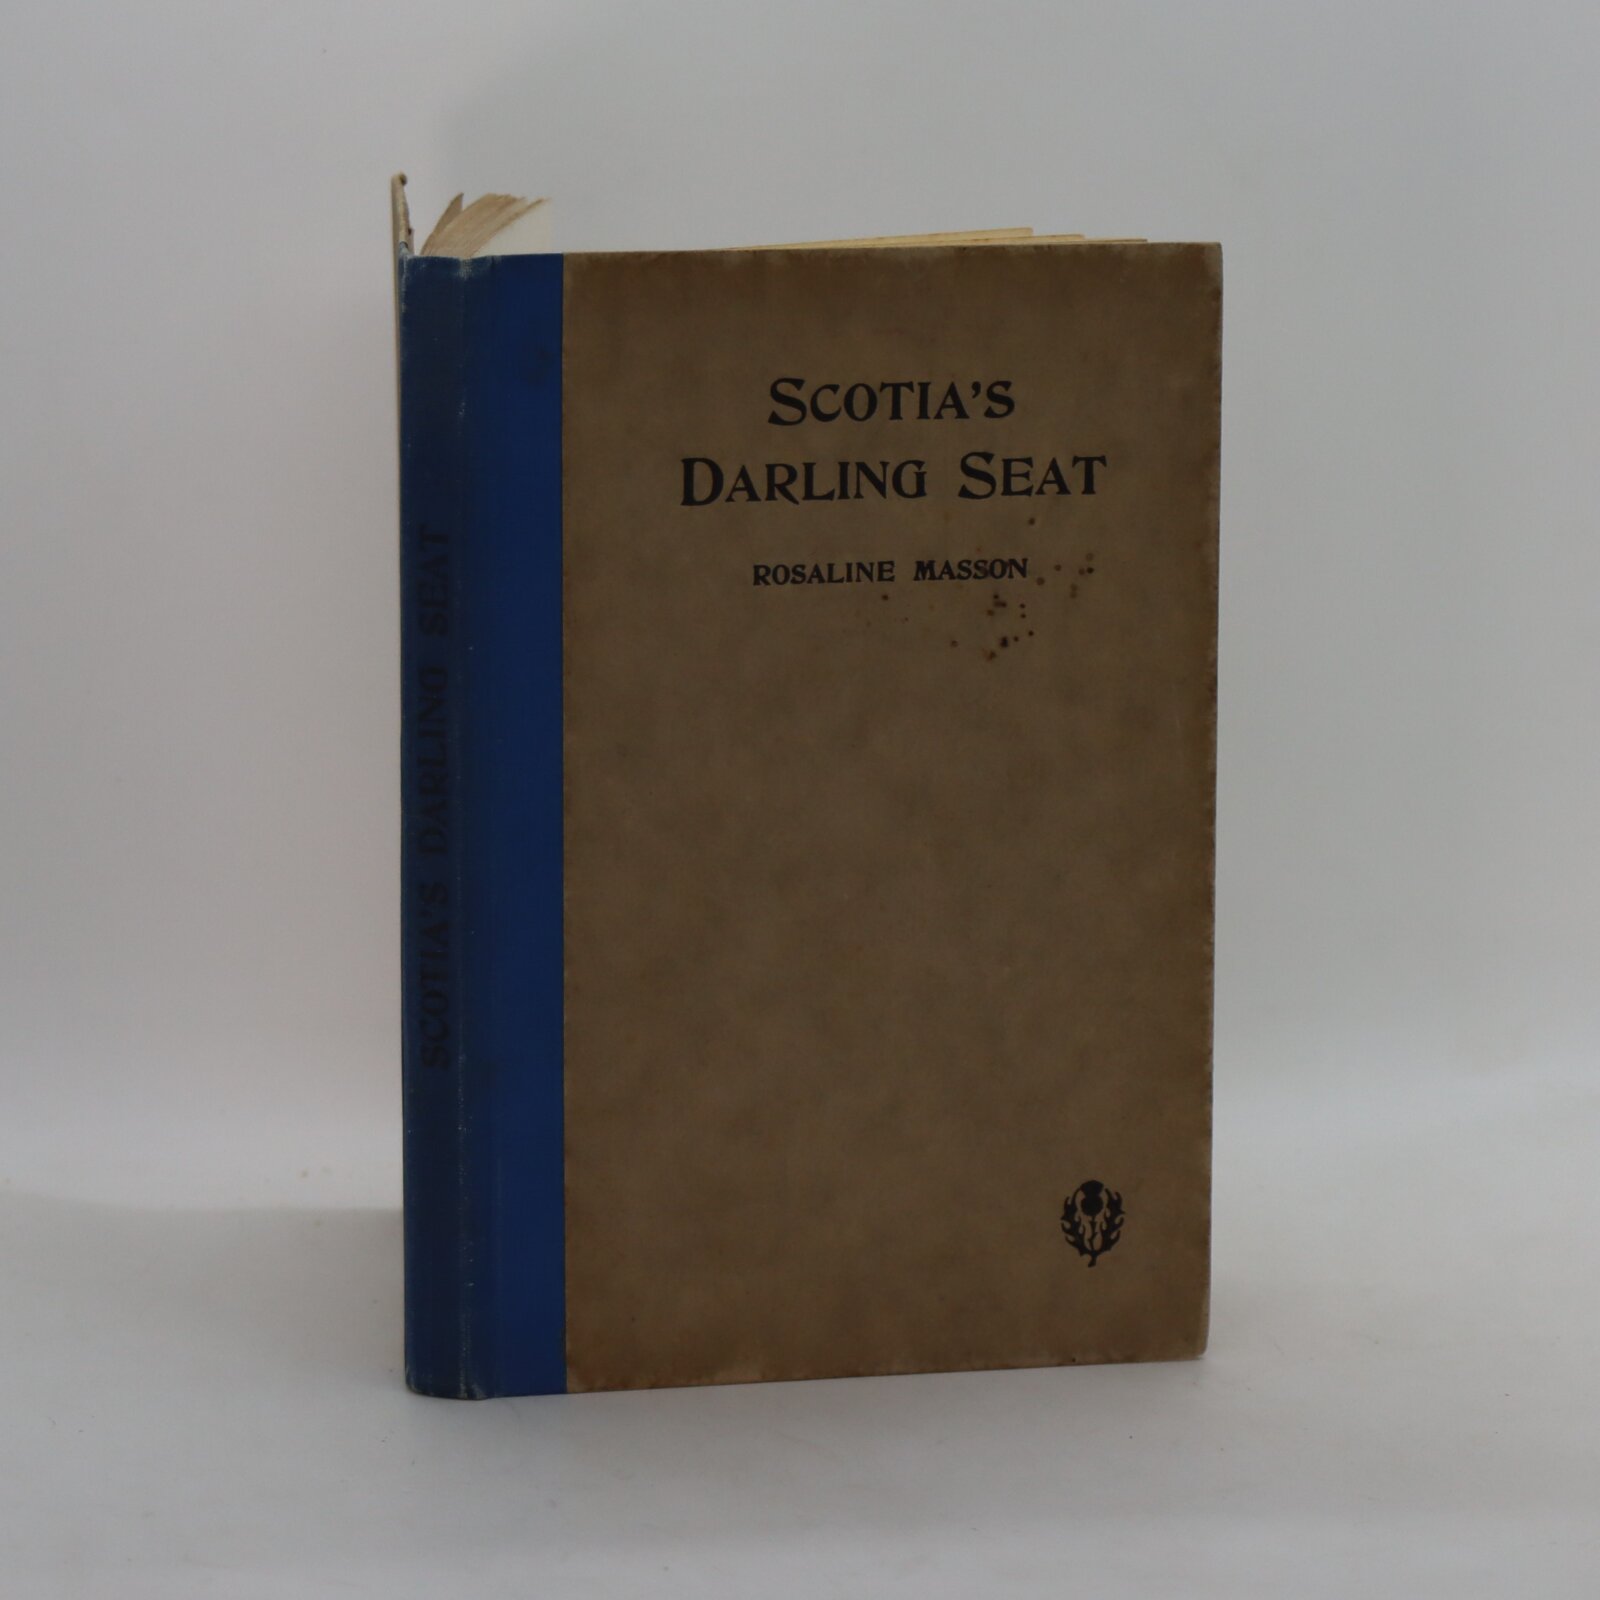 SCOTIA'S DARLING SEAT
SCOTIA'S
DARLING SEAT
ROSALINE MASSON